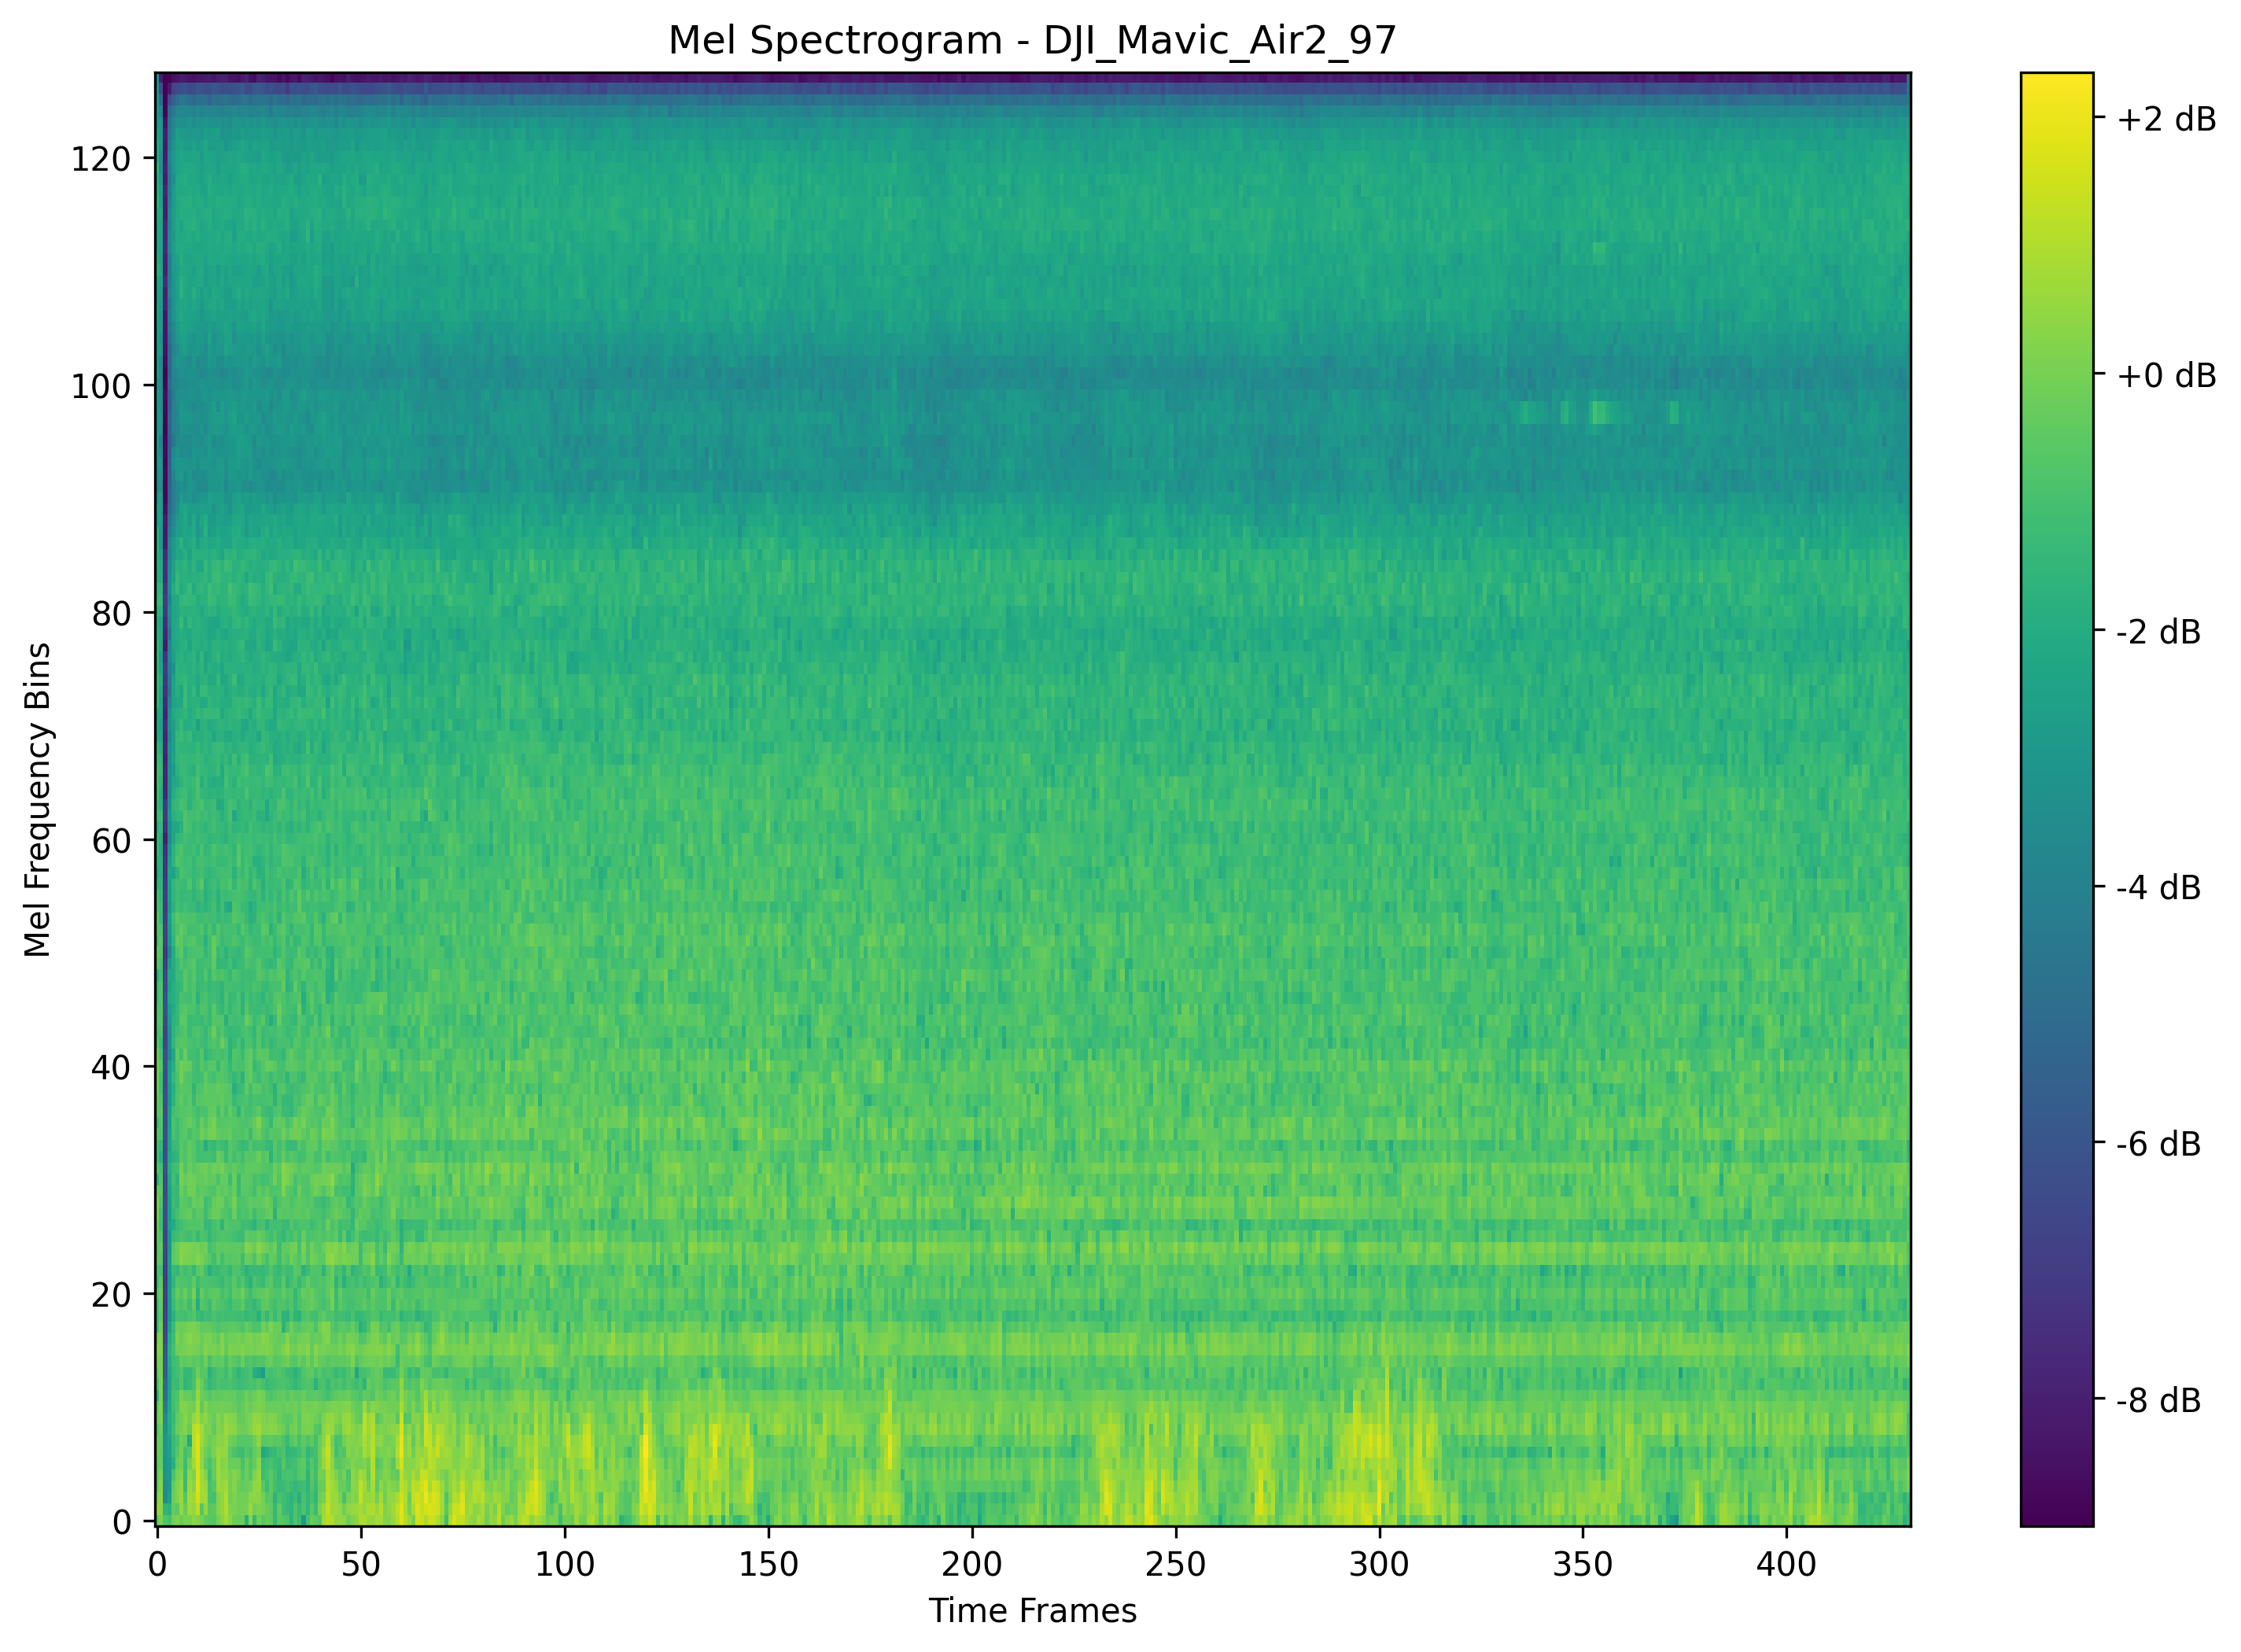 Mel Spectrogram - DJI_Mavic_Air2_97
Mel Frequency Bins
120
100
80
60
40
20
0
0 50 100 150 200 250 300 350 400
Time Frames
+2 dB
+0 dB
-2 dB
-4 dB
-6 dB
-8 dB